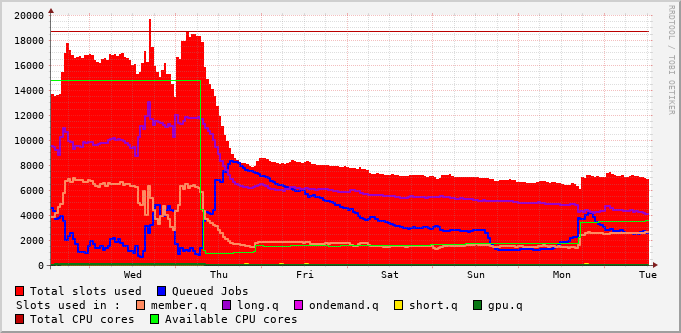 20000
18000
16000
14000
12000
10000
8000
6000
4000
2000
0
Wed Thu Fri Sat Sun Mon Tue
RRDTOOL / TOBI OETIKER
Total slots used Queued Jobs
Slots used in : member.q long.q ondemand.q short.q gpu.q
Total CPU cores Available CPU cores